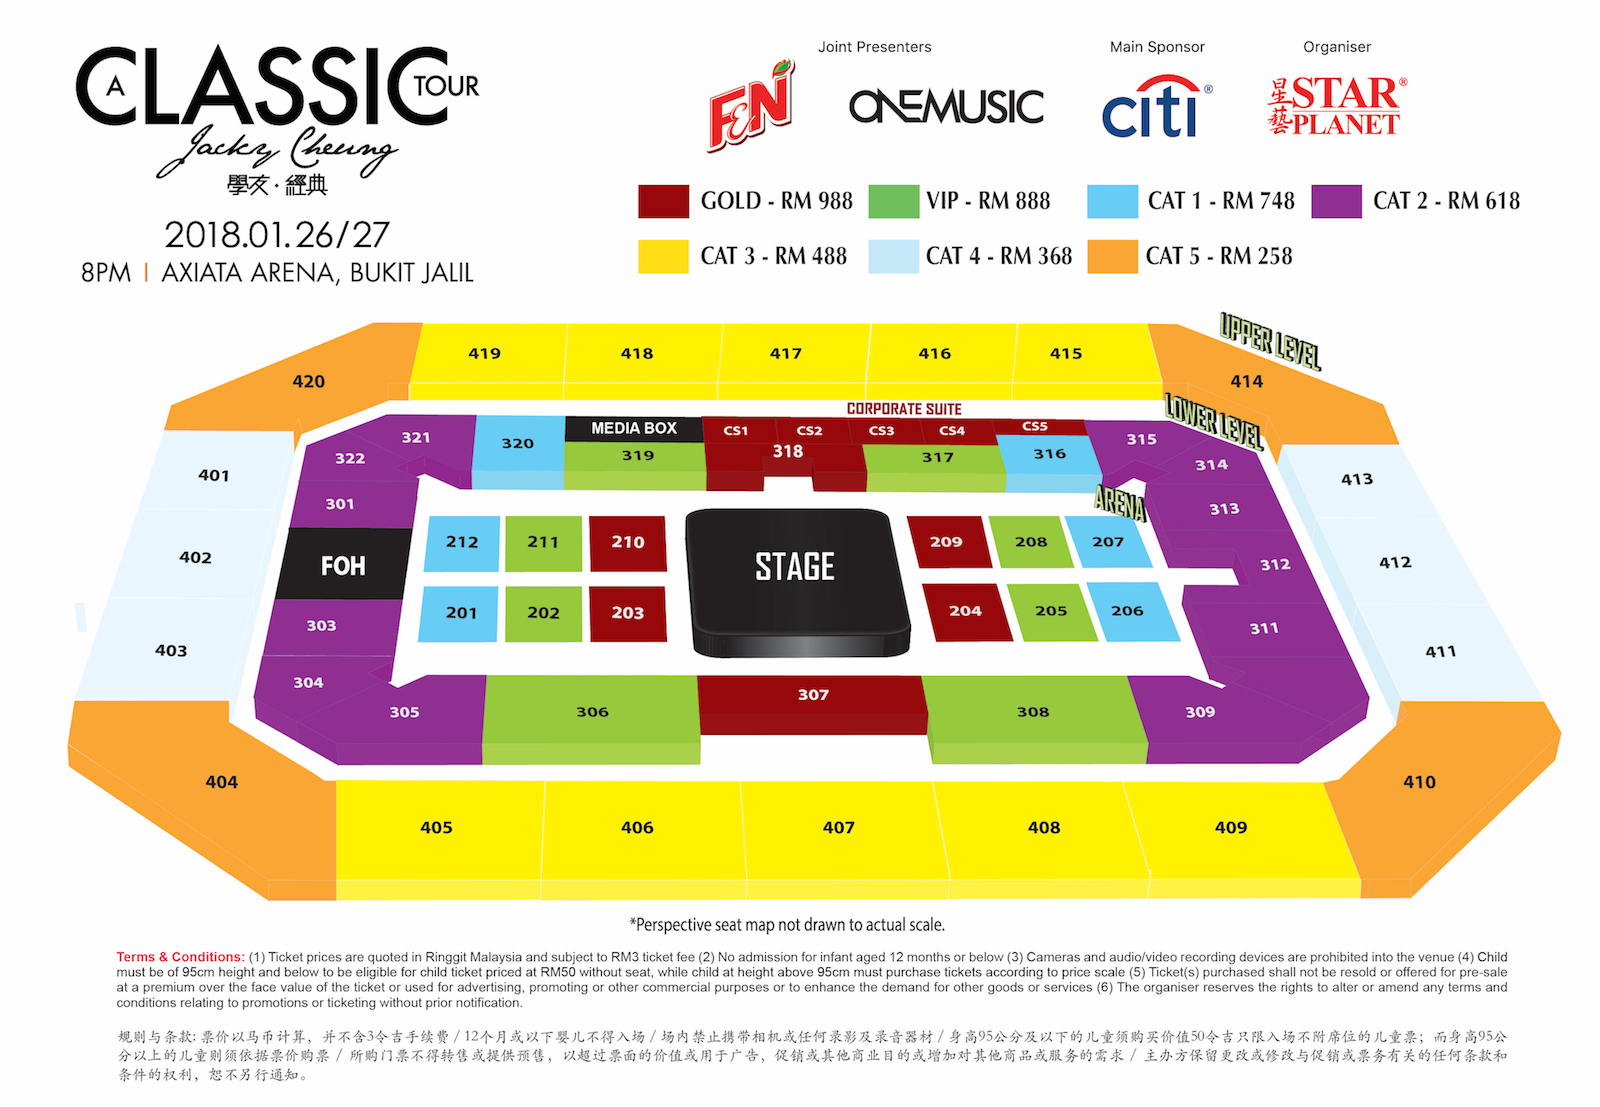 A CLASSIC TOUR
Jacky Cheung
學友·經典
2018.01.26/27
8PM | AXIATA ARENA, BUKIT JALIL
Joint Presenters
Main Sponsor
Organiser
F&N
ONEMUSIC
citi®
星藝 STAR PLANET®
GOLD - RM 988
VIP - RM 888
CAT 1 - RM 748
CAT 2 - RM 618
CAT 3 - RM 488
CAT 4 - RM 368
CAT 5 - RM 258
UPPER LEVEL
419
418
417
416
415
420
414
CORPORATE SUITE
LOWER LEVEL
MEDIA BOX
CS1
CS2
CS3
CS4
CS5
321
320
319
318
317
316
315
322
314
401
413
301
ARENA
313
212
211
210
209
208
207
402
FOH
STAGE
312
412
201
202
203
204
205
206
303
311
403
411
304
307
305
306
308
309
404
410
405
406
407
408
409
*Perspective seat map not drawn to actual scale.
Terms & Conditions: (1) Ticket prices are quoted in Ringgit Malaysia and subject to RM3 ticket fee (2) No admission for infant aged 12 months or below (3) Cameras and audio/video recording devices are prohibited into the venue (4) Child
must be of 95cm height and below to be eligible for child ticket priced at RM50 without seat, while child at height above 95cm must purchase tickets according to price scale (5) Ticket(s) purchased shall not be resold or offered for pre-sale
at a premium over the face value of the ticket or used for advertising, promoting or other commercial purposes or to enhance the demand for other goods or services (6) The organiser reserves the rights to alter or amend any terms and
conditions relating to promotions or ticketing without prior notification.
规则与条款: 票价以马币计算，并不含3令吉手续费 / 12个月或以下婴儿不得入场 / 场内禁止携带相机或任何录影及录音器材 / 身高95公分及以下的儿童须购买价值50令吉只限入场不附席位的儿童票；而身高95公
分以上的儿童则须依据票价购票 / 所购门票不得转售或提供预售，以超过票面的价值或用于广告，促销或其他商业目的或增加对其他商品或服务的需求 / 主办方保留更改或修改与促销或票务有关的任何条款和
条件的权利，恕不另行通知。